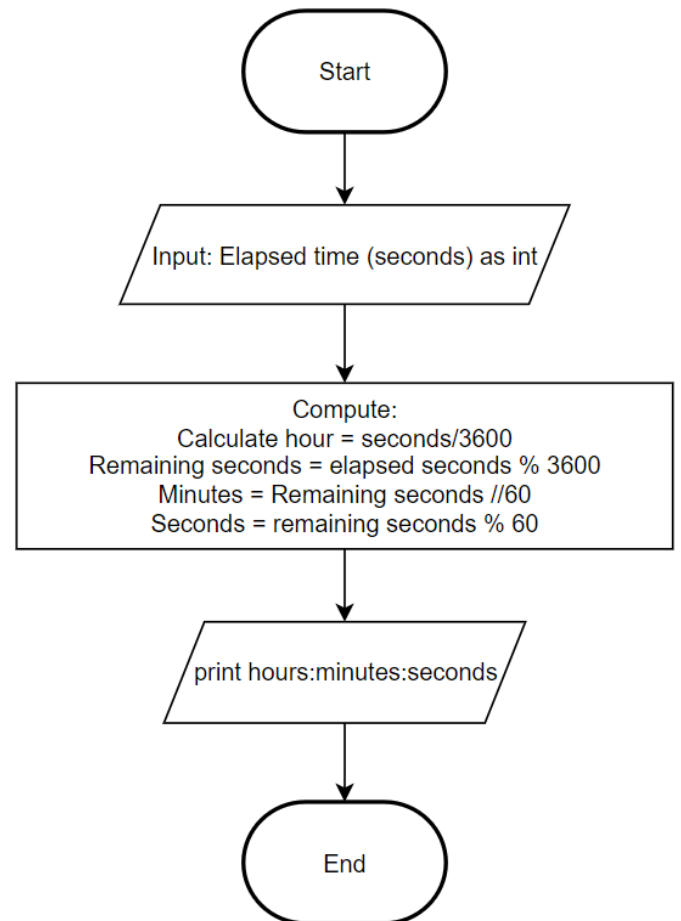 Start
Input: Elapsed time (seconds) as int
Compute:
Calculate hour = seconds/3600
Remaining seconds = elapsed seconds % 3600
Minutes = Remaining seconds //60
Seconds = remaining seconds % 60
print hours:minutes:seconds
End